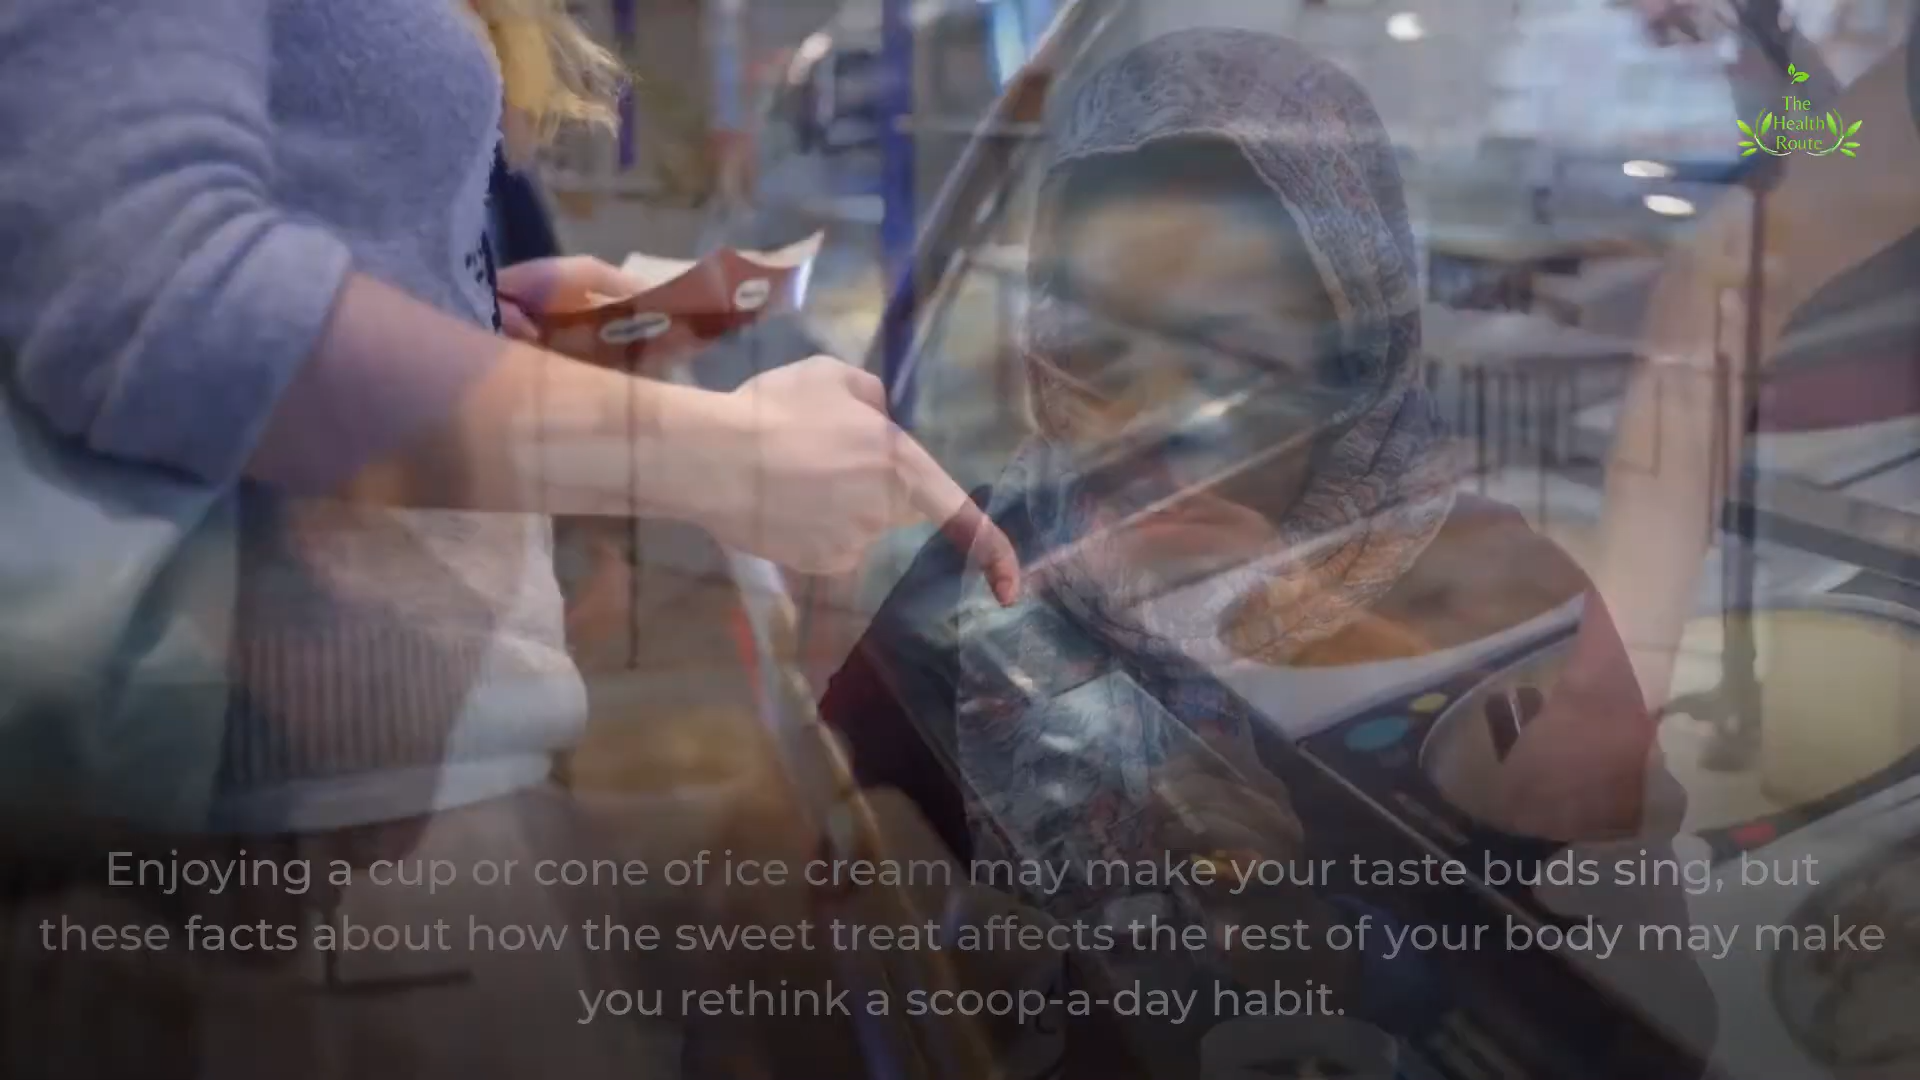 The
Health
Route
Enjoying a cup or cone of ice cream may make your taste buds sing, but
these facts about how the sweet treat affects the rest of your body may make
you rethink a scoop-a-day habit.